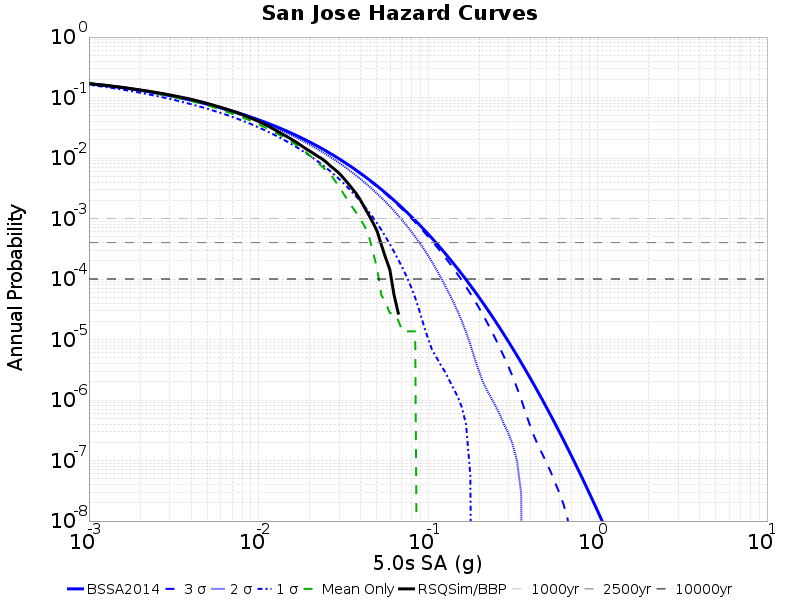 San Jose Hazard Curves
10^0
10^-1
10^-2
10^-3
10^-4
10^-5
10^-6
10^-7
10^-8
Annual Probability
10^-3 10^-2 10^-1 10^0 10^1
5.0s SA (g)
BSSA2014 3 σ 2 σ 1 σ Mean Only RSQSim/BBP 1000yr 2500yr 10000yr